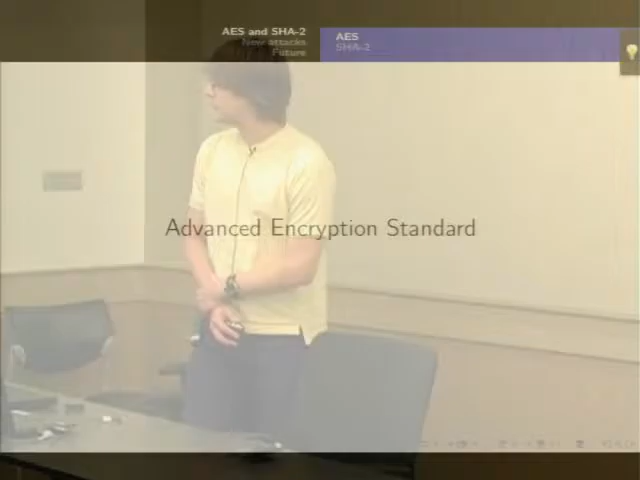 AES and SHA-2
New attacks
Future
AES
SHA-2
Advanced Encryption Standard